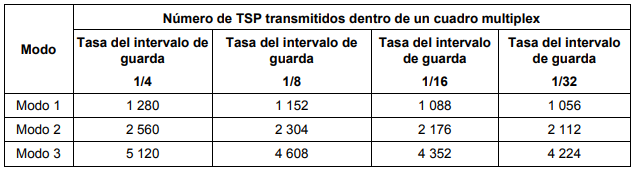 Modo
Número de TSP transmitidos dentro de un cuadro multiplex
Tasa del intervalo de guarda 1/4
Tasa del intervalo de guarda 1/8
Tasa del intervalo de guarda 1/16
Tasa del intervalo de guarda 1/32
Modo 1 1 280 1 152 1 088 1 056
Modo 2 2 560 2 304 2 176 2 112
Modo 3 5 120 4 608 4 352 4 224